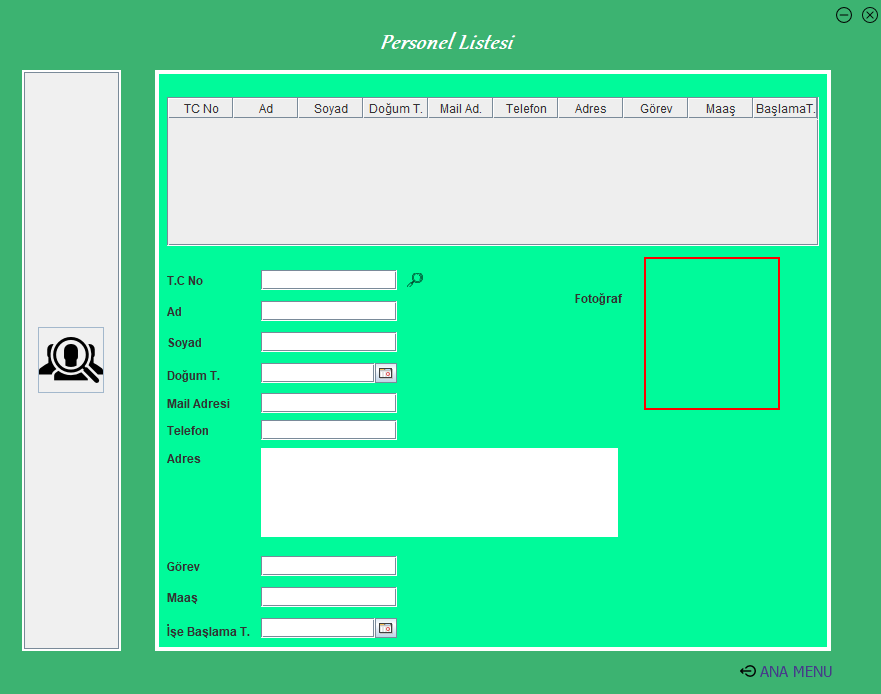 Personel Listesi
TC No Ad Soyad Doğum T. Mail Ad. Telefon Adres Görev Maaş BaşlamaT.
T.C No
Fotoğraf
Ad
Soyad
Doğum T.
Mail Adresi
Telefon
Adres
Görev
Maaş
İşe Başlama T.
ANA MENU